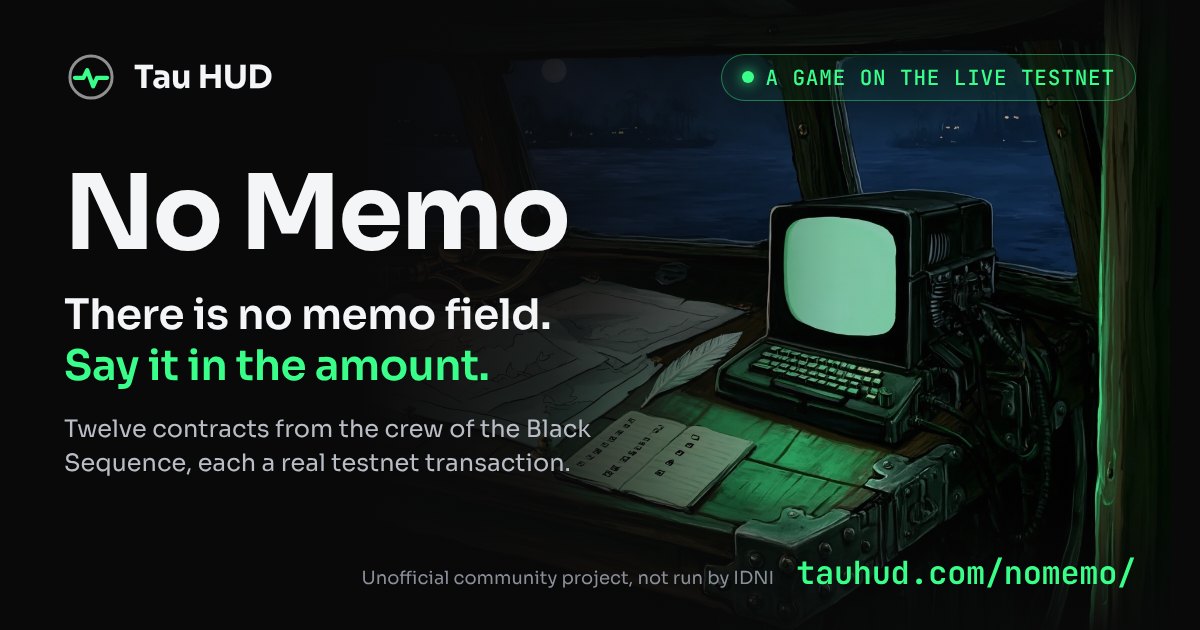 Tau HUD
A GAME ON THE LIVE TESTNET
No Memo
There is no memo field.
Say it in the amount.
Twelve contracts from the crew of the Black
Sequence, each a real testnet transaction.
Unofficial community project, not run by IDNI
tauhud.com/nomemo/